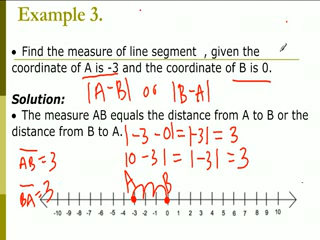 Example 3.
• Find the measure of line segment , given the
coordinate of A is -3 and the coordinate of B is 0.
|A-B| or |B-A|
Solution:
• The measure AB equals the distance from A to B or the
distance from B to A.
|-3-0|=|-3|=3
AB=3 |0-3|=|-3|=3
BA=3
A B
-10 -9 -8 -7 -6 -5 -4 -3 -2 -1 0 1 2 3 4 5 6 7 8 9 10